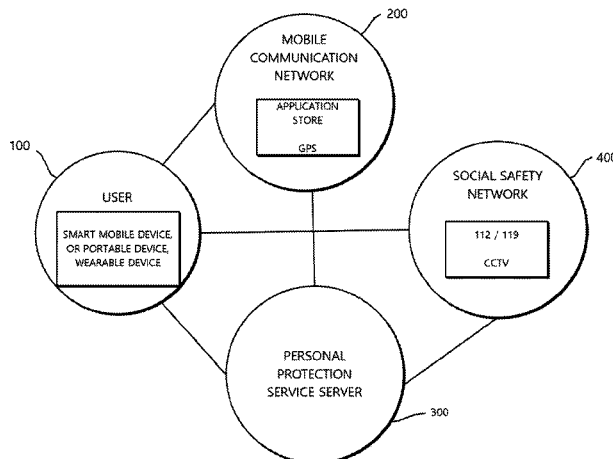 200
MOBILE
COMMUNICATION
NETWORK
APPLICATION
STORE
GPS
100
USER
SMART MOBILE DEVICE,
OR PORTABLE DEVICE,
WEARABLE DEVICE
400
SOCIAL SAFETY
NETWORK
112 / 119
CCTV
PERSONAL
PROTECTION
SERVICE SERVER
300